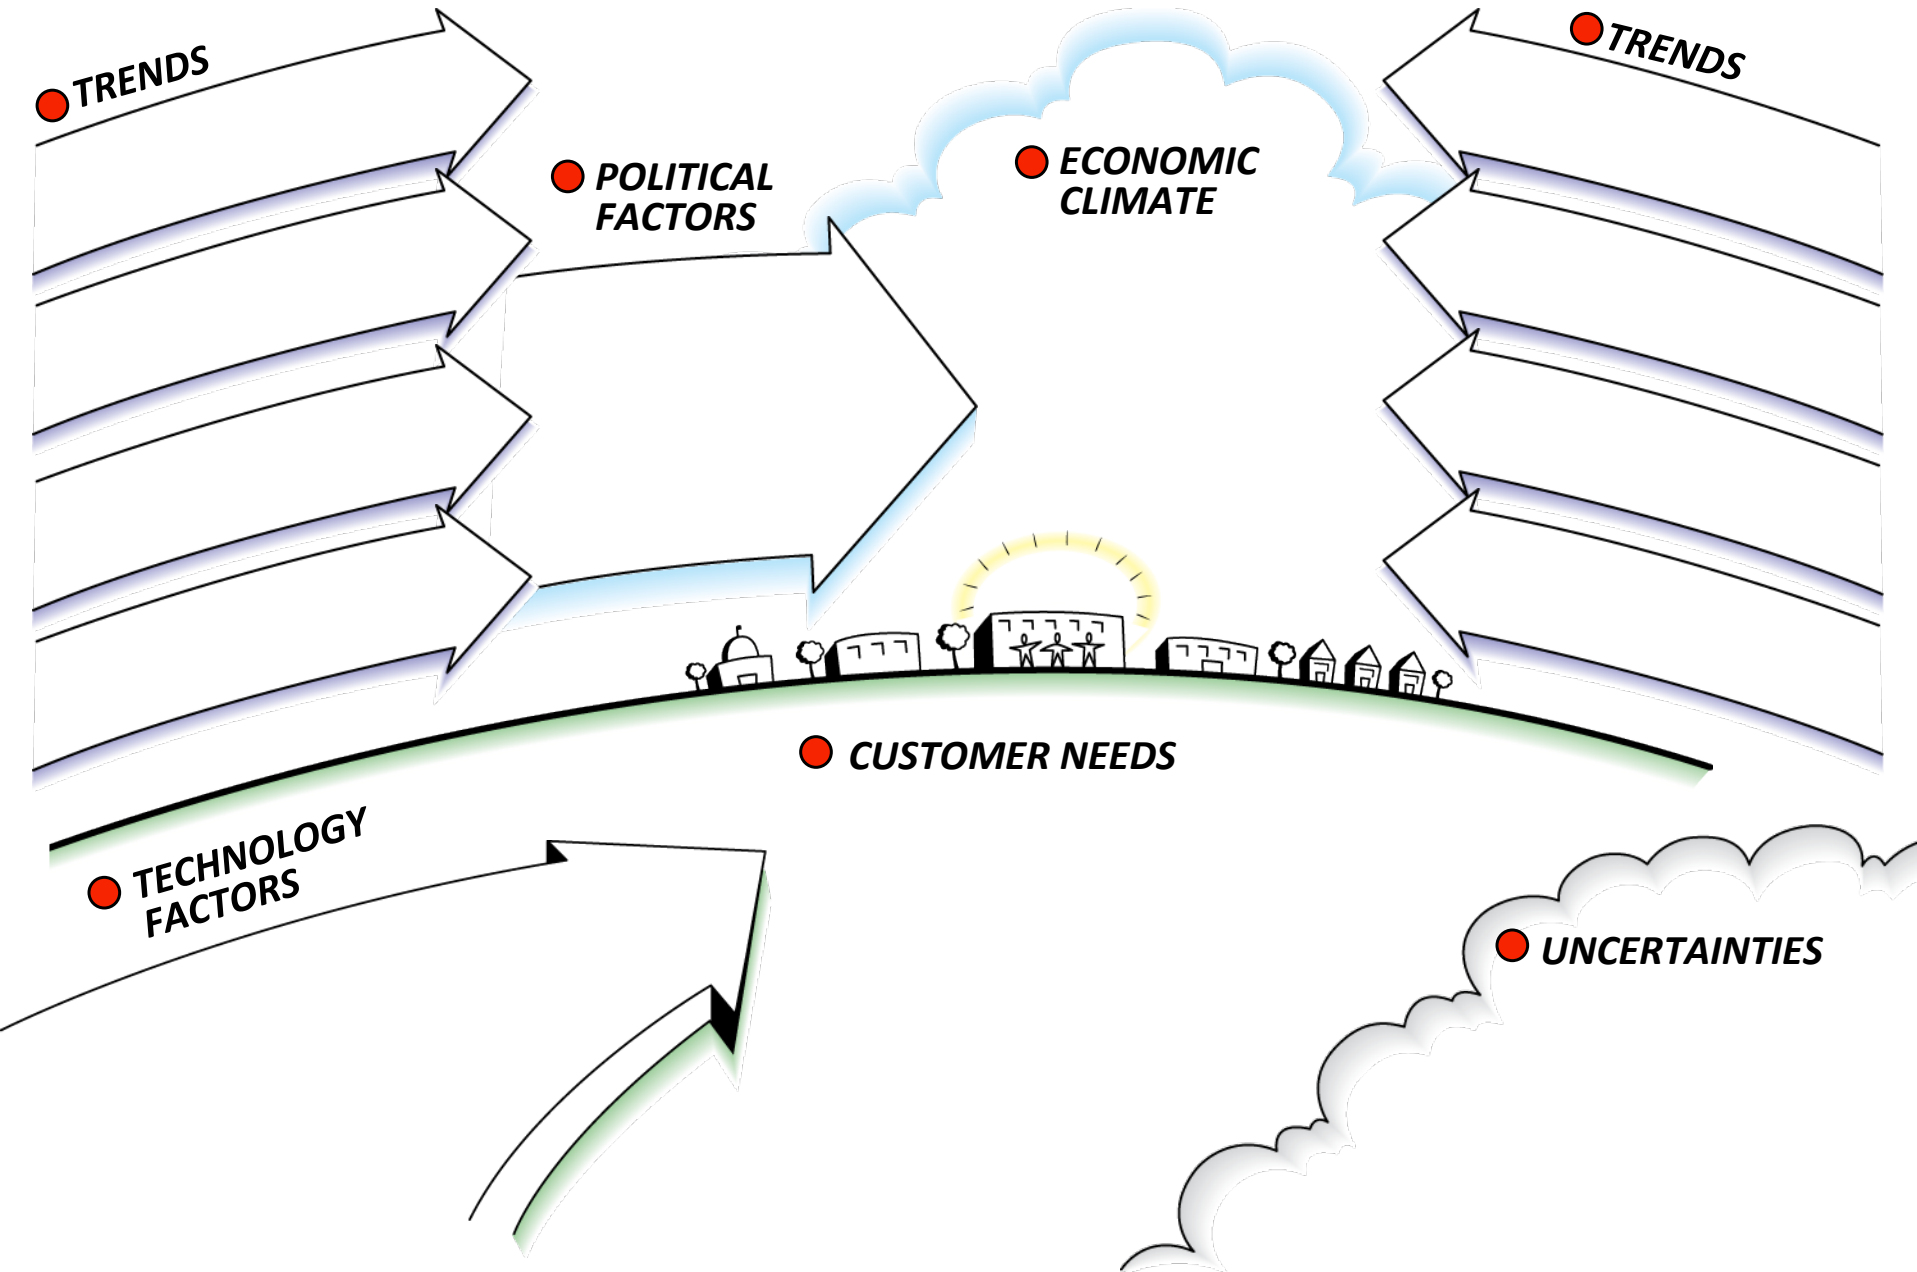 TRENDS
TRENDS
POLITICAL
FACTORS
ECONOMIC
CLIMATE
CUSTOMER NEEDS
TECHNOLOGY
FACTORS
UNCERTAINTIES